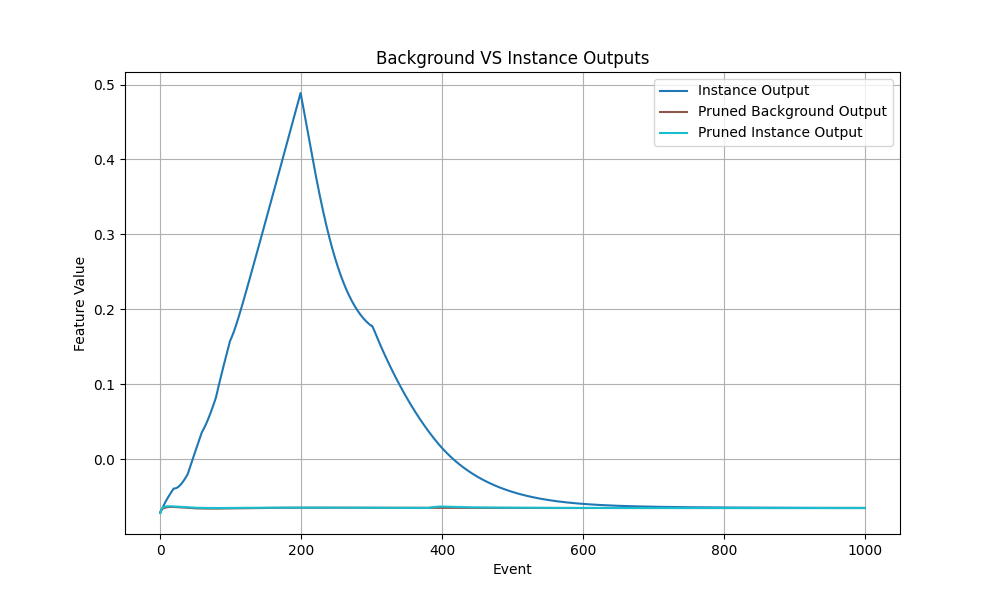 Background VS Instance Outputs
Instance Output
Pruned Background Output
Pruned Instance Output
0.5
0.4
0.3
0.2
0.1
0.0
Feature Value
0 200 400 600 800 1000
Event